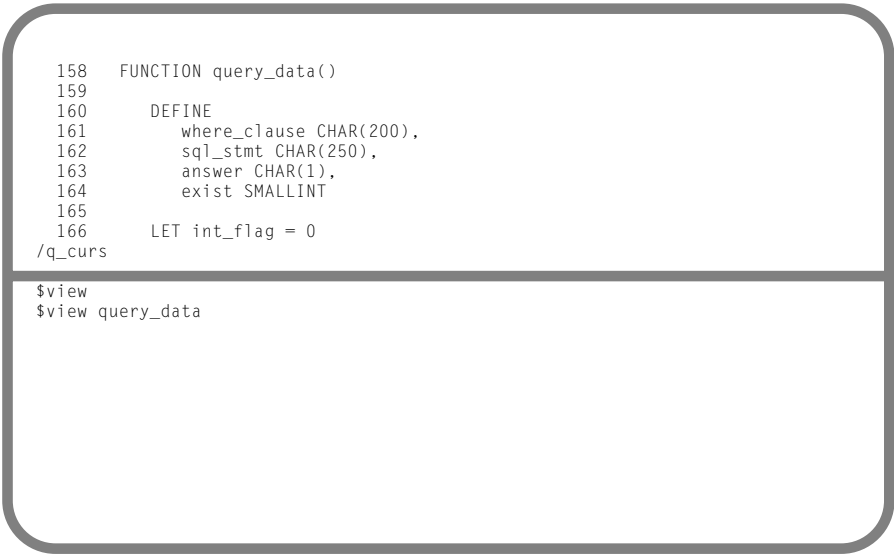 158   FUNCTION query_data()
159
160      DEFINE
161         where_clause CHAR(200),
162         sql_stmt CHAR(250),
163         answer CHAR(1),
164         exist SMALLINT
165
166      LET int_flag = 0
/q_curs
$view
$view query_data